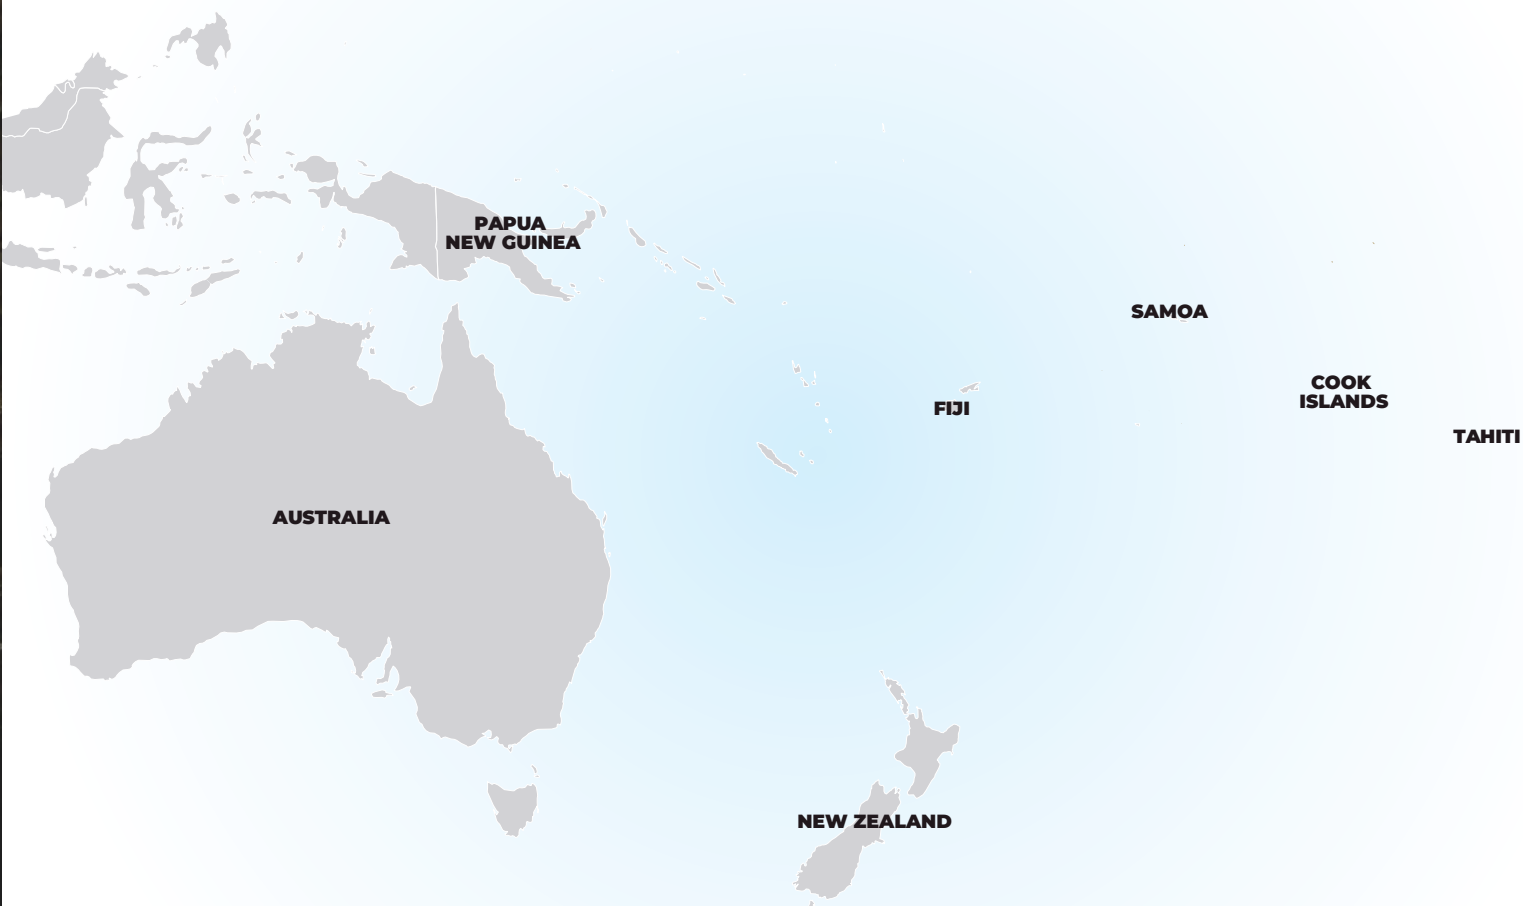 PAPUA
NEW GUINEA
SAMOA
COOK
ISLANDS
FIJI
TAHITI
AUSTRALIA
NEW ZEALAND